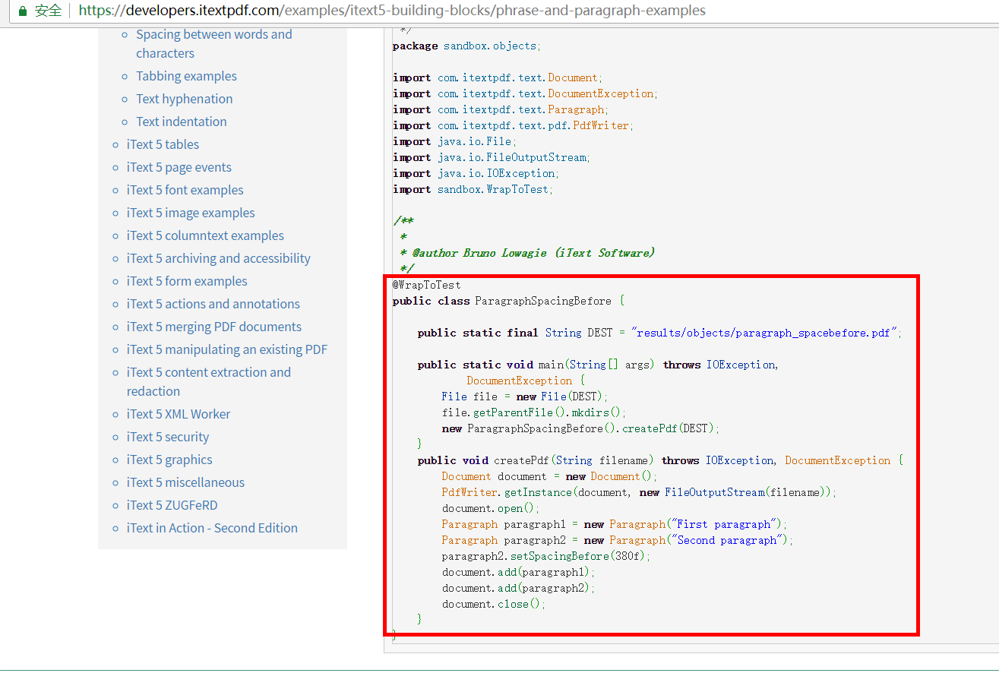 安全 https://developers.itextpdf.com/examples/itext5-building-blocks/phrase-and-paragraph-examples
Spacing between words and
characters
Tabbing examples
Text hyphenation
Text indentation
iText 5 tables
iText 5 page events
iText 5 font examples
iText 5 image examples
iText 5 columntext examples
iText 5 archiving and accessibility
iText 5 form examples
iText 5 actions and annotations
iText 5 merging PDF documents
iText 5 manipulating an existing PDF
iText 5 content extraction and
redaction
iText 5 XML Worker
iText 5 security
iText 5 graphics
iText 5 miscellaneous
iText 5 ZUGFeRD
iText in Action - Second Edition
*/
package sandbox.objects;
import com.itextpdf.text.Document;
import com.itextpdf.text.DocumentException;
import com.itextpdf.text.Paragraph;
import com.itextpdf.text.pdf.PdfWriter;
import java.io.File;
import java.io.FileOutputStream;
import java.io.IOException;
import sandbox.WrapToTest;
/**
*
* @author Bruno Lowagie (iText Software)
*/
@WrapToTest
public class ParagraphSpacingBefore {
public static final String DEST = "results/objects/paragraph_spacebefore.pdf";
public static void main(String[] args) throws IOException,
DocumentException {
File file = new File(DEST);
file.getParentFile().mkdirs();
new ParagraphSpacingBefore().createPdf(DEST);
}
public void createPdf(String filename) throws IOException, DocumentException {
Document document = new Document();
PdfWriter.getInstance(document, new FileOutputStream(filename));
document.open();
Paragraph paragraph1 = new Paragraph("First paragraph");
Paragraph paragraph2 = new Paragraph("Second paragraph");
paragraph2.setSpacingBefore(380f);
document.add(paragraph1);
document.add(paragraph2);
document.close();
}
}